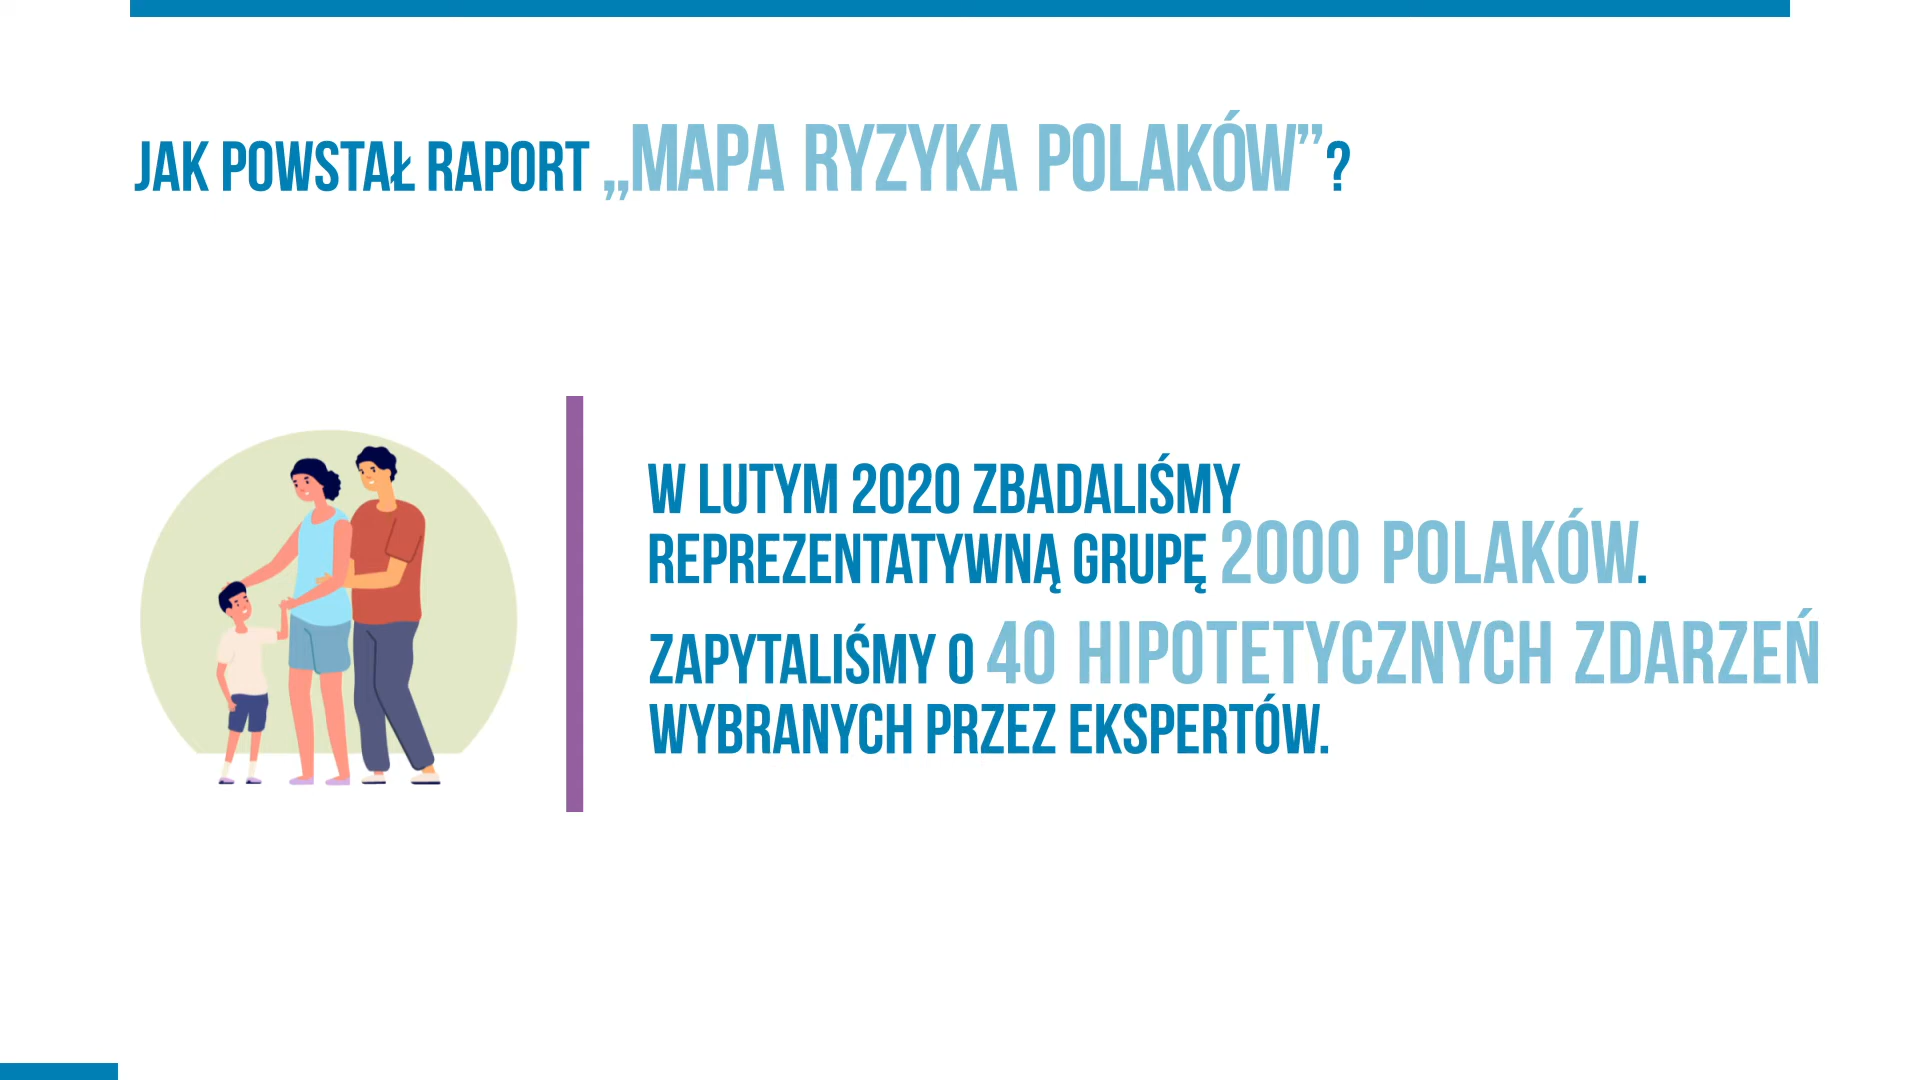 JAK POWSTAŁ RAPORT „MAPA RYZYKA POLAKÓW”?
W LUTYM 2020 ZBADALIŚMY
REPREZENTATYWNĄ GRUPĘ 2000 POLAKÓW.
ZAPYTALIŚMY O 40 HIPOTETYCZNYCH ZDARZEŃ
WYBRANYCH PRZEZ EKSPERTÓW.